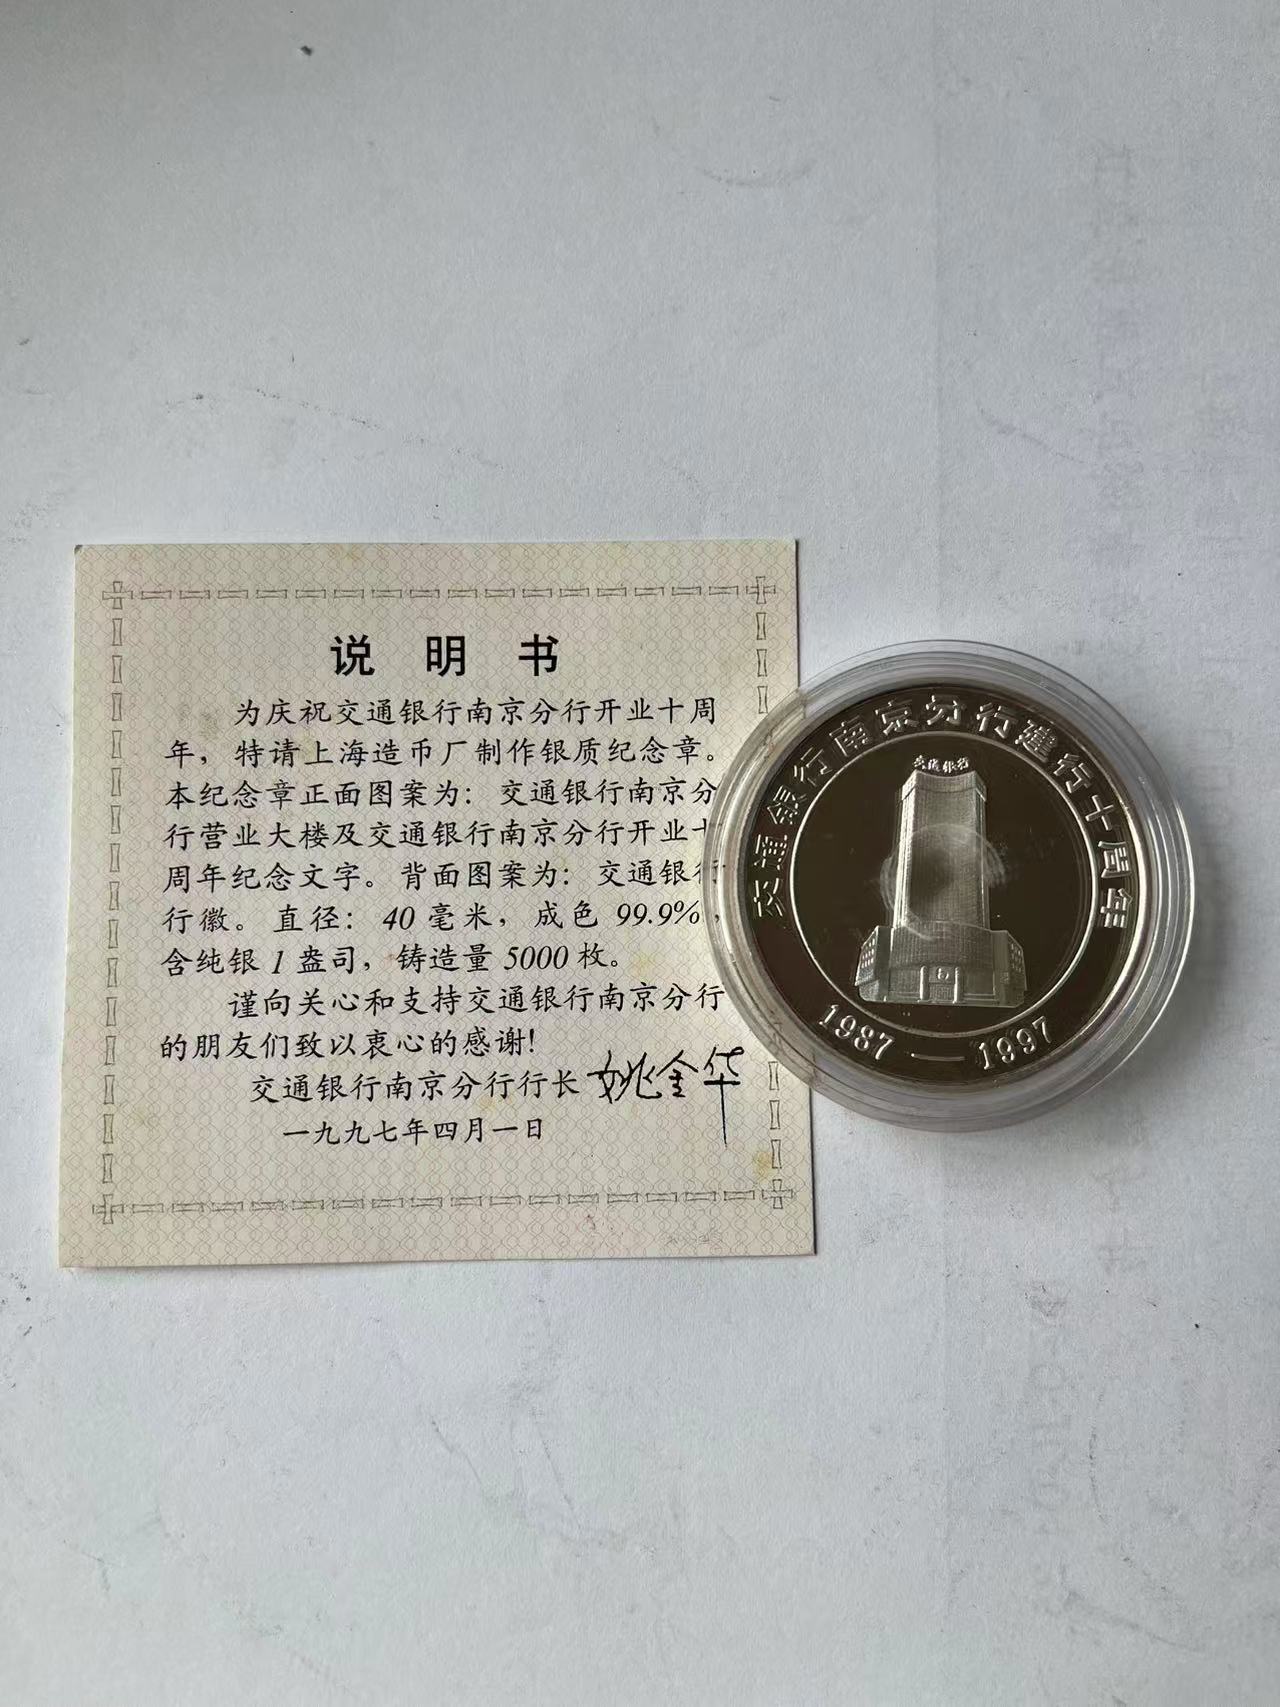 说明书
为庆祝交通银行南京分行开业十周
年，特请上海造币厂制作银质纪念章。
本纪念章正面图案为：交通银行南京分
行营业大楼及交通银行南京分行开业十
周年纪念文字。背面图案为：交通银行
行徽。直径：40毫米，成色99.9%，
含纯银1盎司，铸造量5000枚。
谨向关心和支持交通银行南京分行
的朋友们致以衷心的感谢!
交通银行南京分行行长 姚金华
一九九七年四月一日
交通银行南京分行建行十周年
交通银行
1987—1997